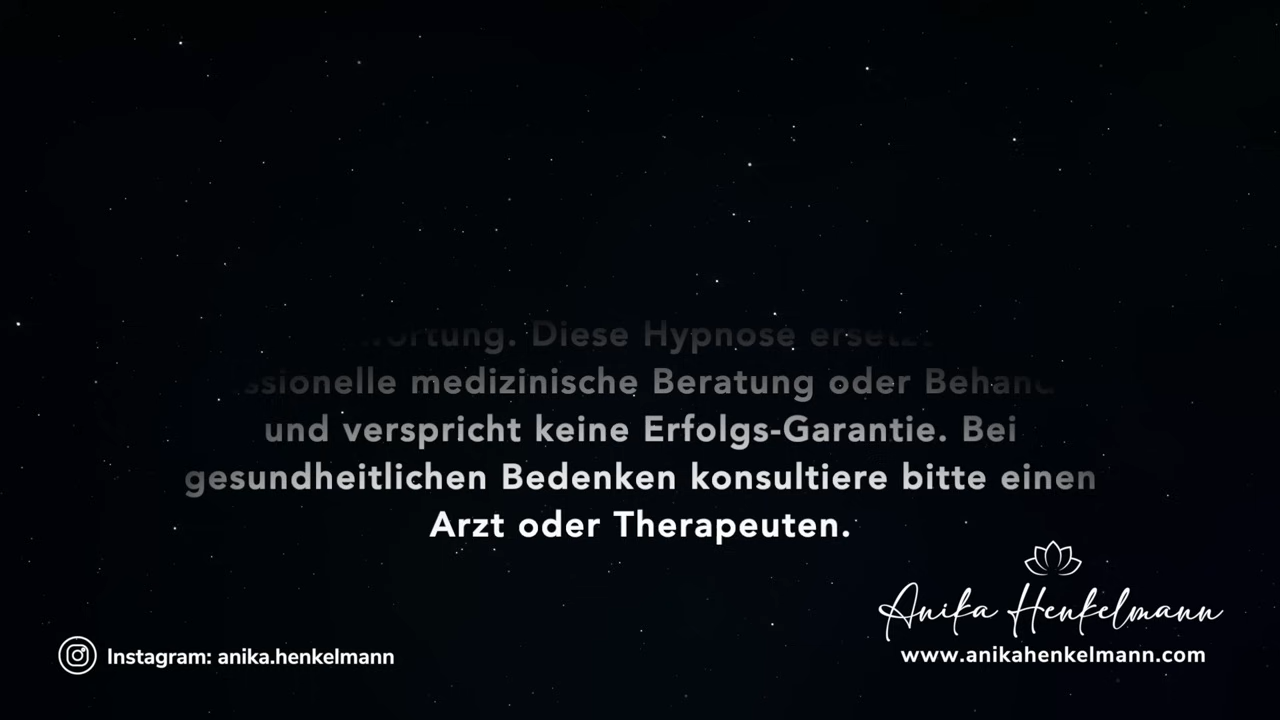 Diese Hypnose ersetzt
medizinische Beratung oder
und verspricht keine Erfolgs-Garantie. Bei
gesundheitlichen Bedenken konsultiere bitte einen
Arzt oder Therapeuten.
Anika Henkelmann
www.anikahenkelmann.com
Instagram: anika.henkelmann